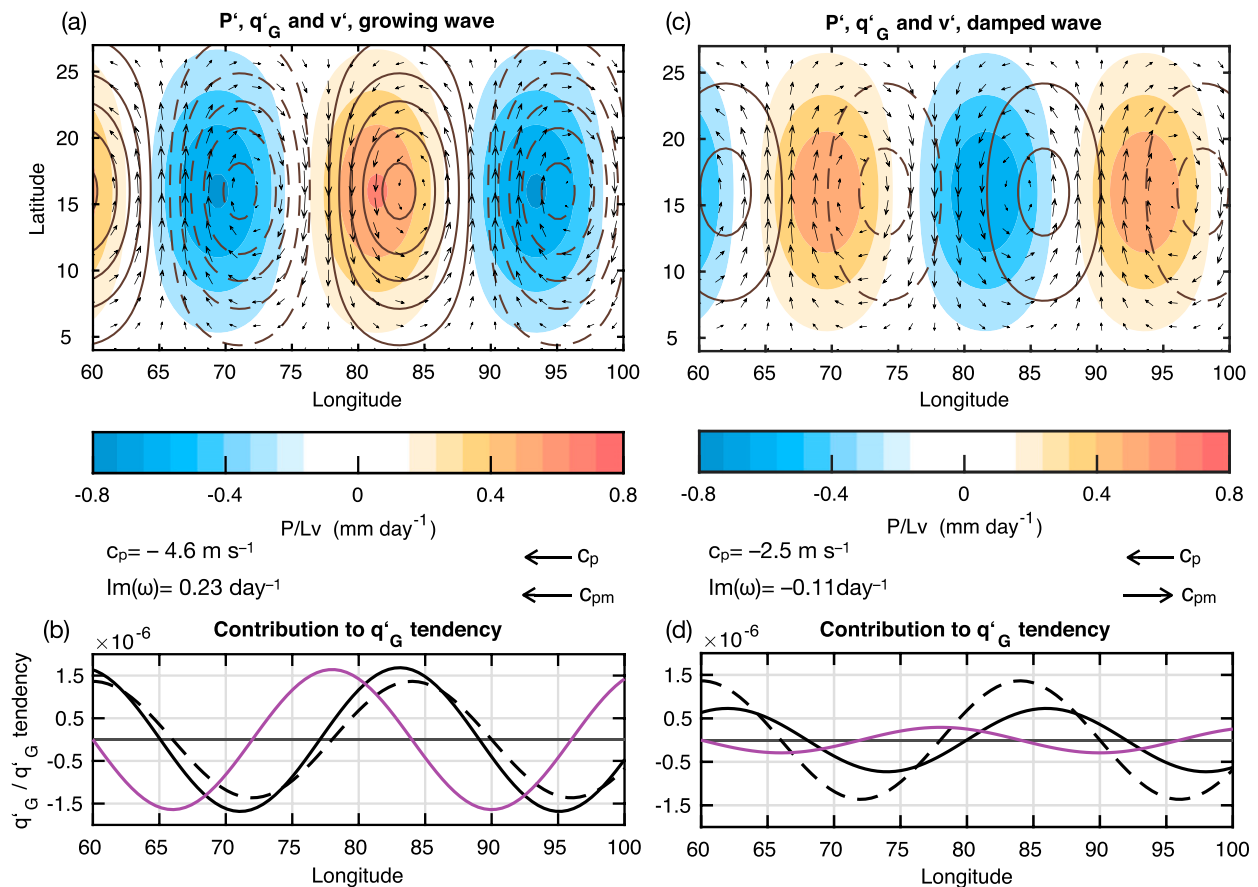 (a) P‘, q‘G and v‘, growing wave
25
20
15
10
5
Latitude
60 65 70 75 80 85 90 95 100
Longitude
-0.8 -0.4 0 0.4 0.8
P/Lv (mm day-1)
cp= – 4.6 m s–1
cp
Im(ω)= 0.23 day–1
cpm
(b) Contribution to q‘G tendency
×10-6
1.5
0.5
-0.5
-1.5
q‘G / q‘G tendency
60 65 70 75 80 85 90 95 100
Longitude
(c) P‘, q‘G and v‘, damped wave
25
20
15
10
5
60 65 70 75 80 85 90 95 100
Longitude
-0.8 -0.4 0 0.4 0.8
P/Lv (mm day-1)
cp= –2.5 m s–1
cp
Im(ω)= –0.11day–1
cpm
(d) Contribution to q‘G tendency
×10-6
1.5
0.5
-0.5
-1.5
60 65 70 75 80 85 90 95 100
Longitude